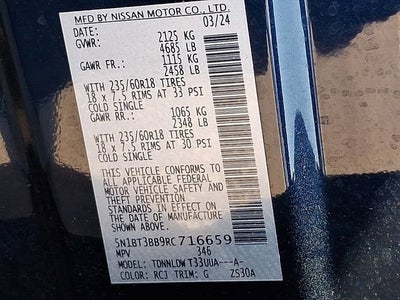 MFD BY NISSAN MOTOR CO., LTD.
DATE: 03/24
GVWR: 2125 KG
4685 LB
GAWR FR.: 1115 KG
2458 LB
WITH 235/60R18 TIRES
18 x 7.5 RIMS AT 33 PSI
COLD SINGLE
GAWR RR.: 1065 KG
2348 LB
WITH 235/60R18 TIRES
18 x 7.5 RIMS AT 30 PSI
COLD SINGLE
THIS VEHICLE CONFORMS TO
ALL APPLICABLE FEDERAL
MOTOR VEHICLE SAFETY AND
THEFT PREVENTION
STANDARDS IN EFFECT ON
THE DATE OF MANUFACTURE
SHOWN ABOVE.
5N1BT3BB9RC716659
MPV 346
MODEL: TDNNLDW T33UUA---A-
COLOR: RCJ TRIM: G ZS30A